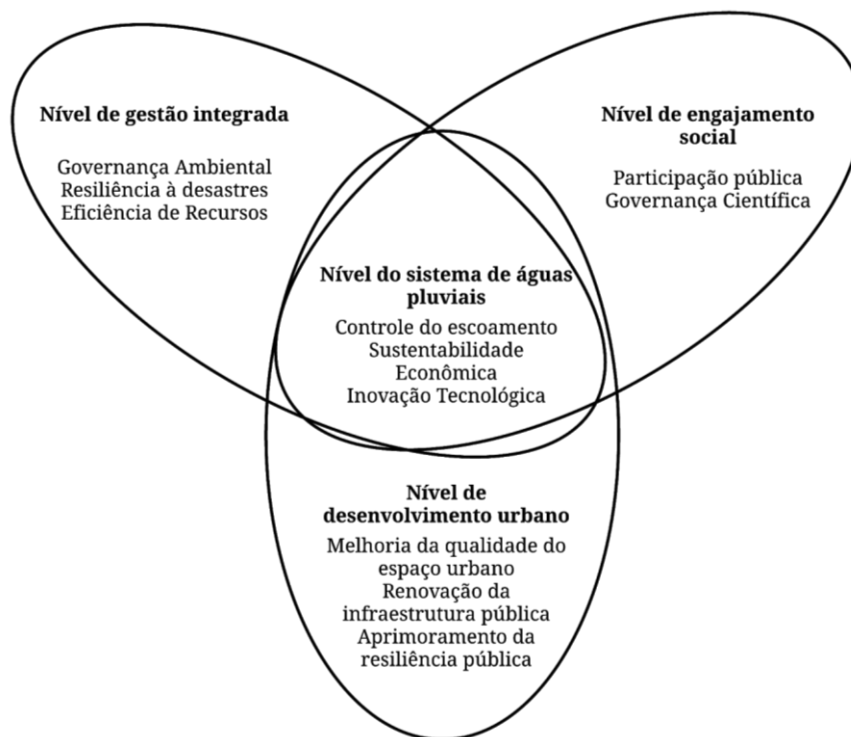 Nível de gestão integrada
Governança Ambiental
Resiliência à desastres
Eficiência de Recursos
Nível de engajamento
social
Participação pública
Governança Científica
Nível do sistema de águas
pluviais
Controle do escoamento
Sustentabilidade
Econômica
Inovação Tecnológica
Nível de
desenvolvimento urbano
Melhoria da qualidade do
espaço urbano
Renovação da
infraestrutura pública
Aprimoramento da
resiliência pública